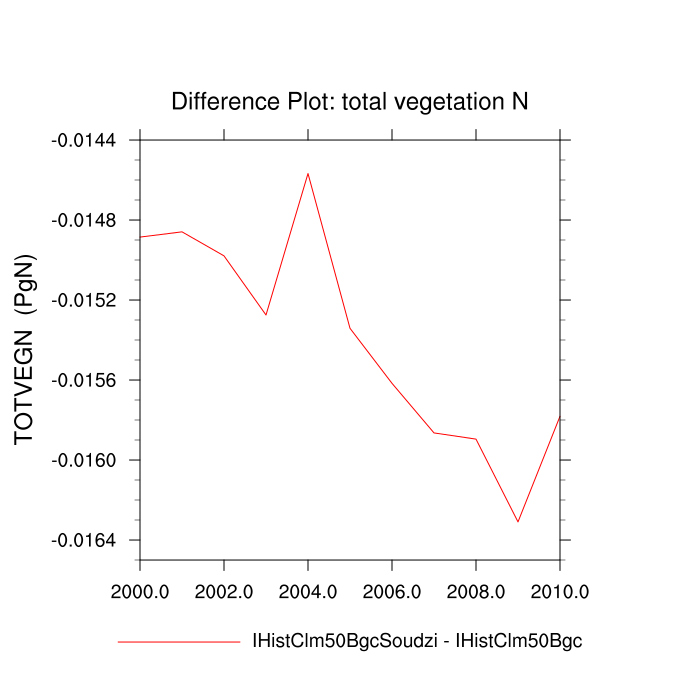 Difference Plot: total vegetation N
TOTVEGN (PgN)
-0.0144
-0.0148
-0.0152
-0.0156
-0.0160
-0.0164
2000.0 2002.0 2004.0 2006.0 2008.0 2010.0
IHistClm50BgcSoudzi - IHistClm50Bgc